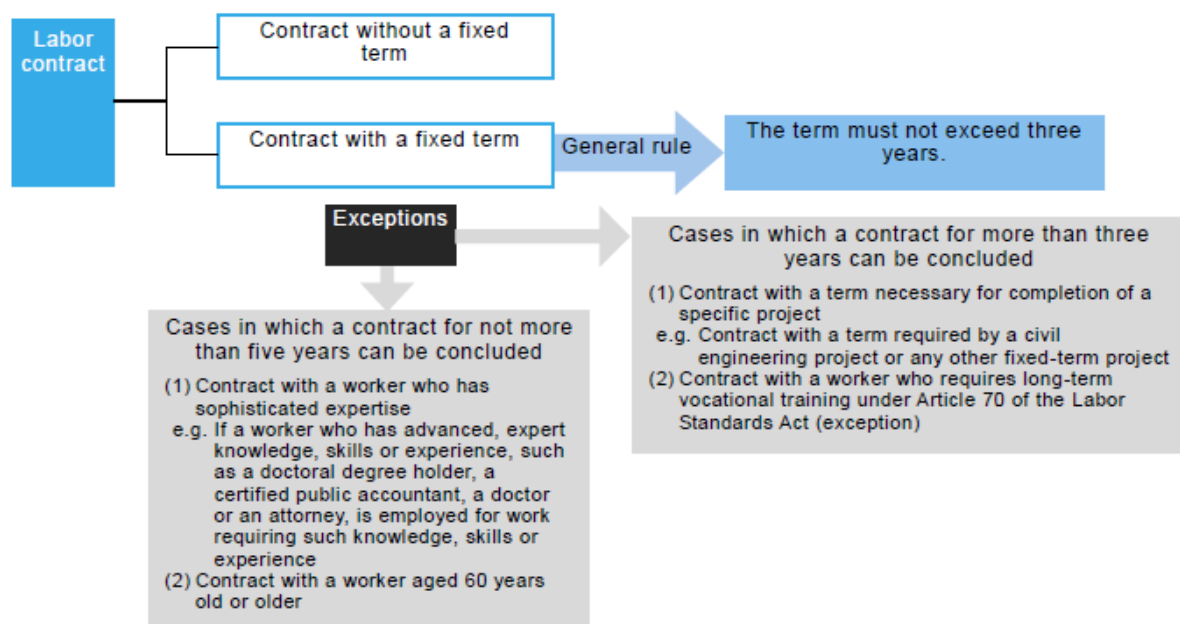 Labor
contract
Contract without a fixed
term
Contract with a fixed term
General rule
The term must not exceed three
years.
Exceptions
Cases in which a contract for more than three
years can be concluded
(1) Contract with a term necessary for completion of a
specific project
e.g. Contract with a term required by a civil
engineering project or any other fixed-term project
(2) Contract with a worker who requires long-term
vocational training under Article 70 of the Labor
Standards Act (exception)
Cases in which a contract for not more
than five years can be concluded
(1) Contract with a worker who has
sophisticated expertise
e.g. If a worker who has advanced, expert
knowledge, skills or experience, such
as a doctoral degree holder, a
certified public accountant, a doctor
or an attorney, is employed for work
requiring such knowledge, skills or
experience
(2) Contract with a worker aged 60 years
old or older